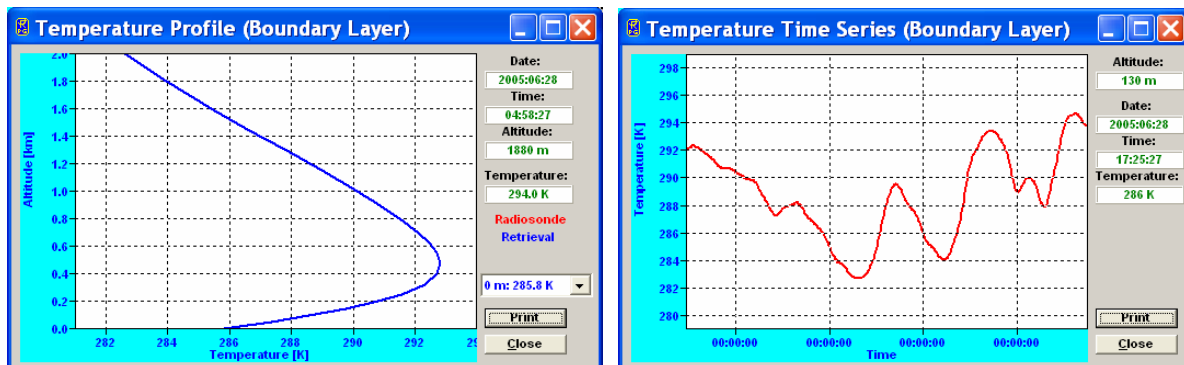 Temperature Profile (Boundary Layer)
2.0
1.8
1.6
1.4
1.2
1.0
0.8
0.6
0.4
0.2
0.0
Altitude [km]
282
284
286
288
290
292
29
Temperature [K]
Date:
2005:06:28
Time:
04:58:27
Altitude:
1880 m
Temperature:
294.0 K
Radiosonde
Retrieval
0 m: 285.8 K
Print
Close
Temperature Time Series (Boundary Layer)
298
296
294
292
290
288
286
284
282
280
Temperature [K]
00:00:00
00:00:00
00:00:00
00:00:00
Time
Altitude:
130 m
Date:
2005:06:28
Time:
17:25:27
Temperature:
286 K
Print
Close